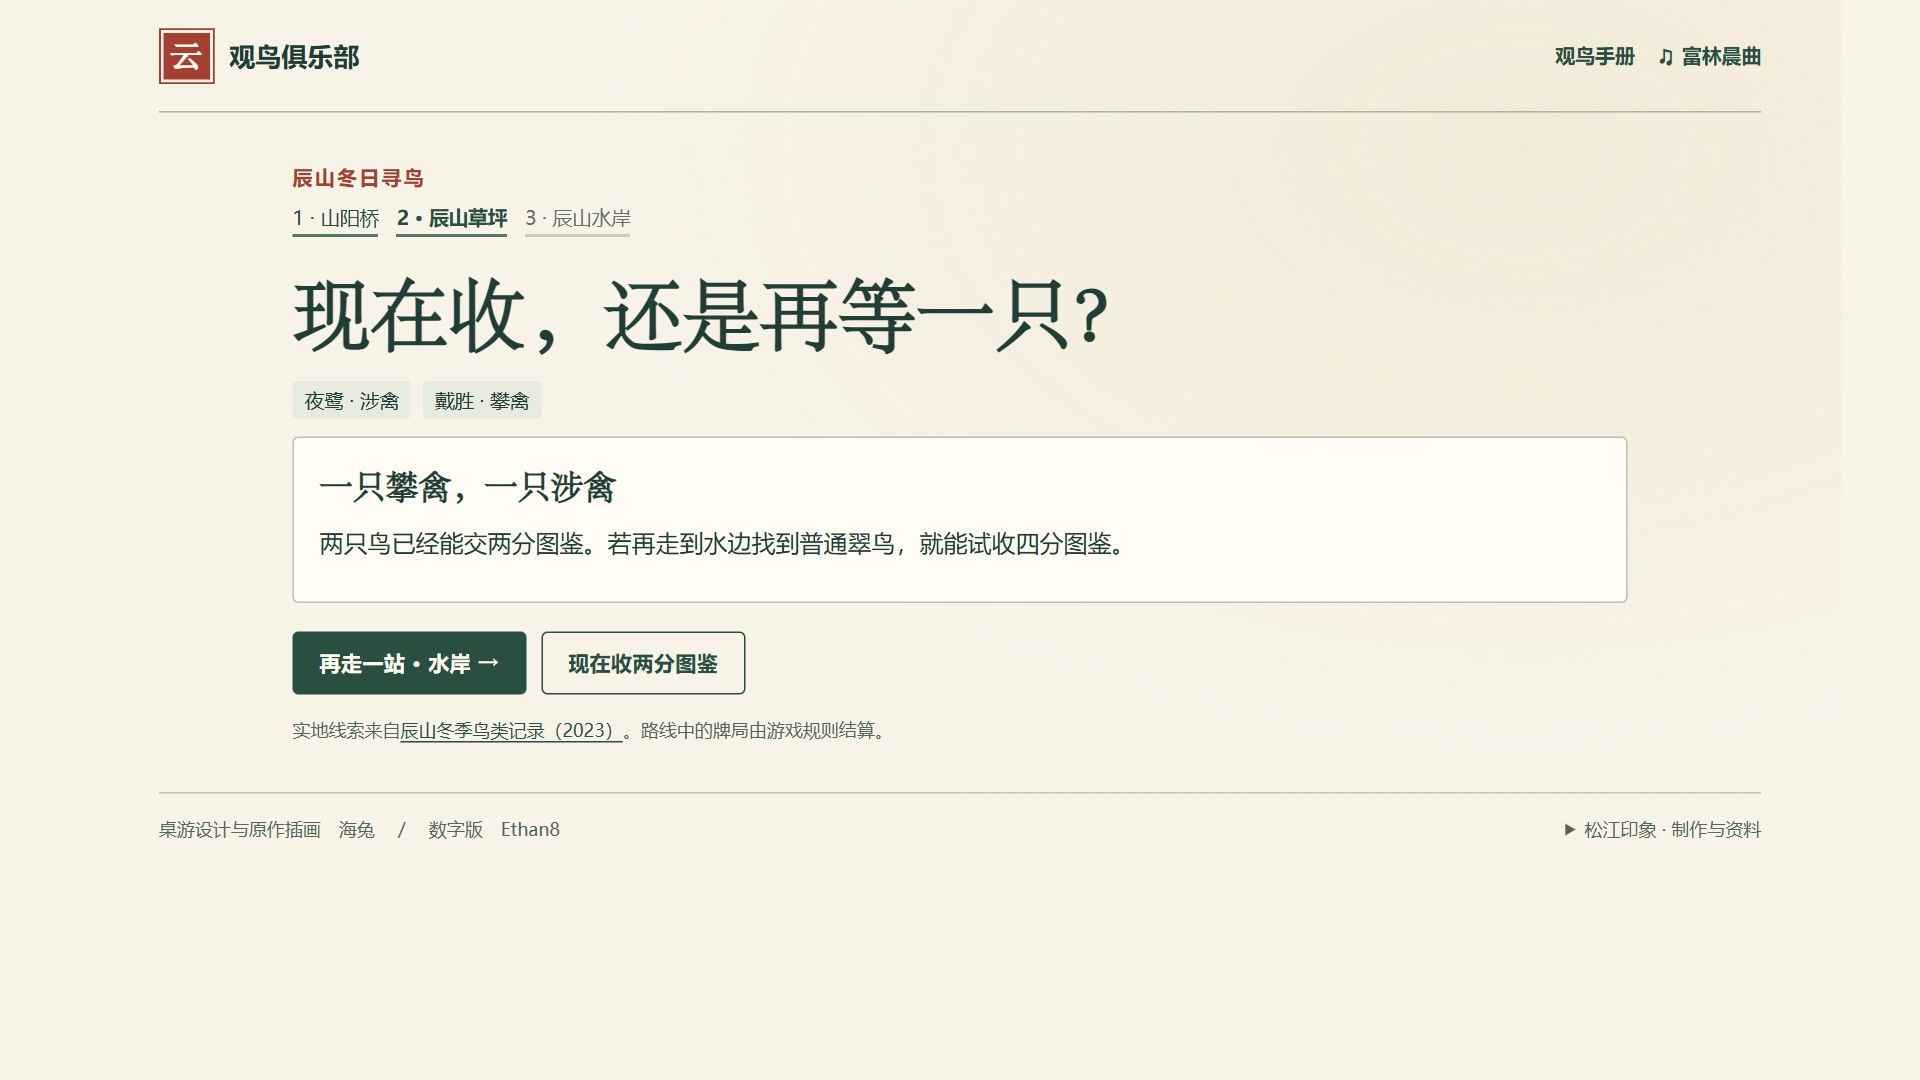 云 观鸟俱乐部
观鸟手册 ♫ 富林晨曲
辰山冬日寻鸟
1 · 山阳桥 2 · 辰山草坪 3 · 辰山水岸
现在收，还是再等一只？
夜鹭 · 涉禽 戴胜 · 攀禽
一只攀禽，一只涉禽
两只鸟已经能交两分图鉴。若再走到水边找到普通翠鸟，就能试收四分图鉴。
再走一站 · 水岸 → 现在收两分图鉴
实地线索来自辰山冬季鸟类记录（2023）。路线中的牌局由游戏规则结算。
桌游设计与原作插画 海兔 / 数字版 Ethan8
▶ 松江印象 · 制作与资料